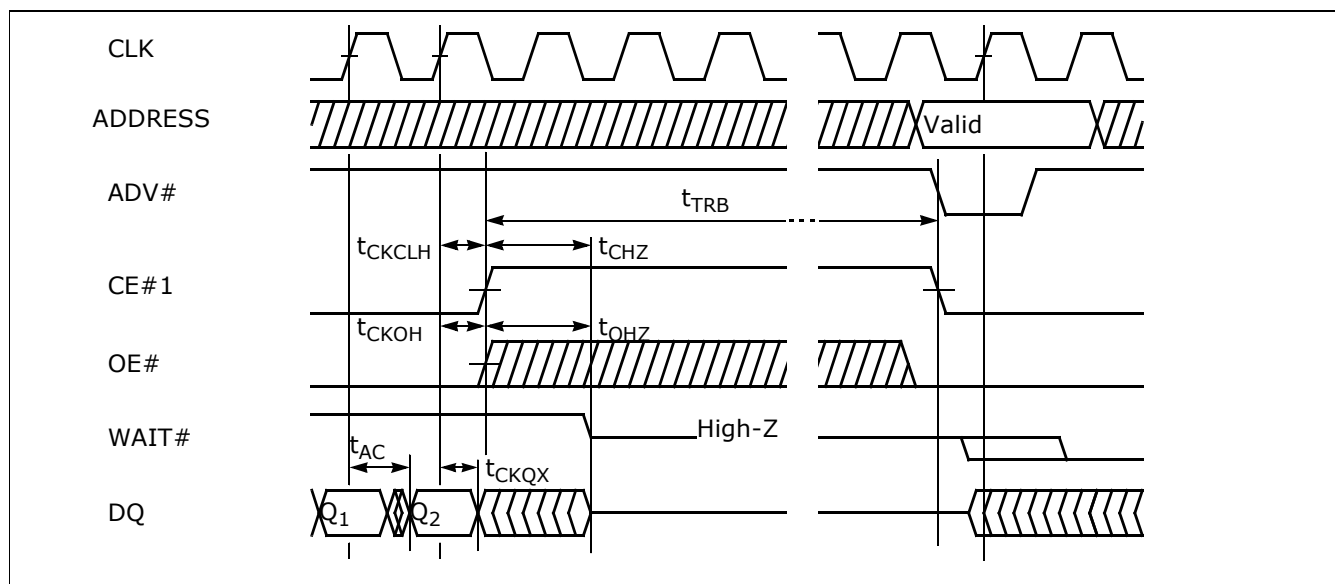 CLK
ADDRESS
Valid
ADV#
tTRB
tCKCLH
tCHZ
CE#1
tCKOH
tOHZ
OE#
WAIT#
High-Z
tAC
tCKQX
DQ
Q1
Q2